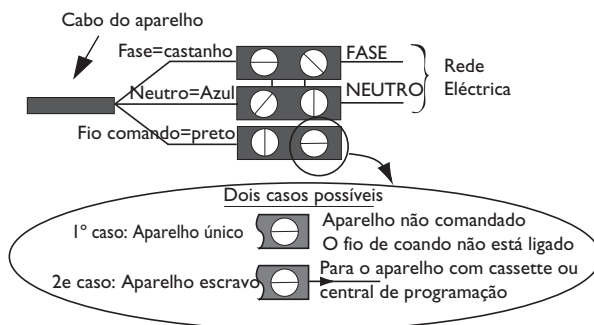 Cabo do aparelho
Fase=castanho
FASE
Neutro=Azul
NEUTRO
Rede
Eléctrica
Fio comando=preto
Dois casos possíveis
1º caso: Aparelho único
Aparelho não comandado
O fio de coando não está ligado
2e caso: Aparelho escravo
Para o aparelho com cassette ou
central de programação